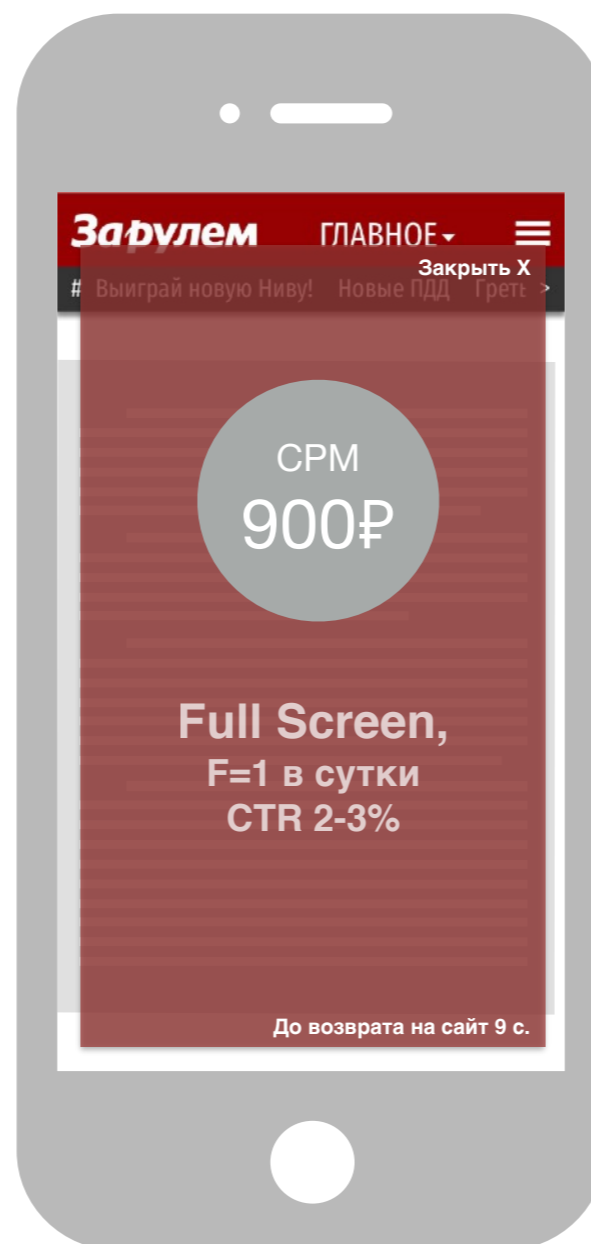 Зарулем ГЛАВНОЕ
Закрыть X
# Выиграй новую Ниву! Новые ПДД Греть >
CPM
900₽
Full Screen,
F=1 в сутки
CTR 2-3%
До возврата на сайт 9 с.